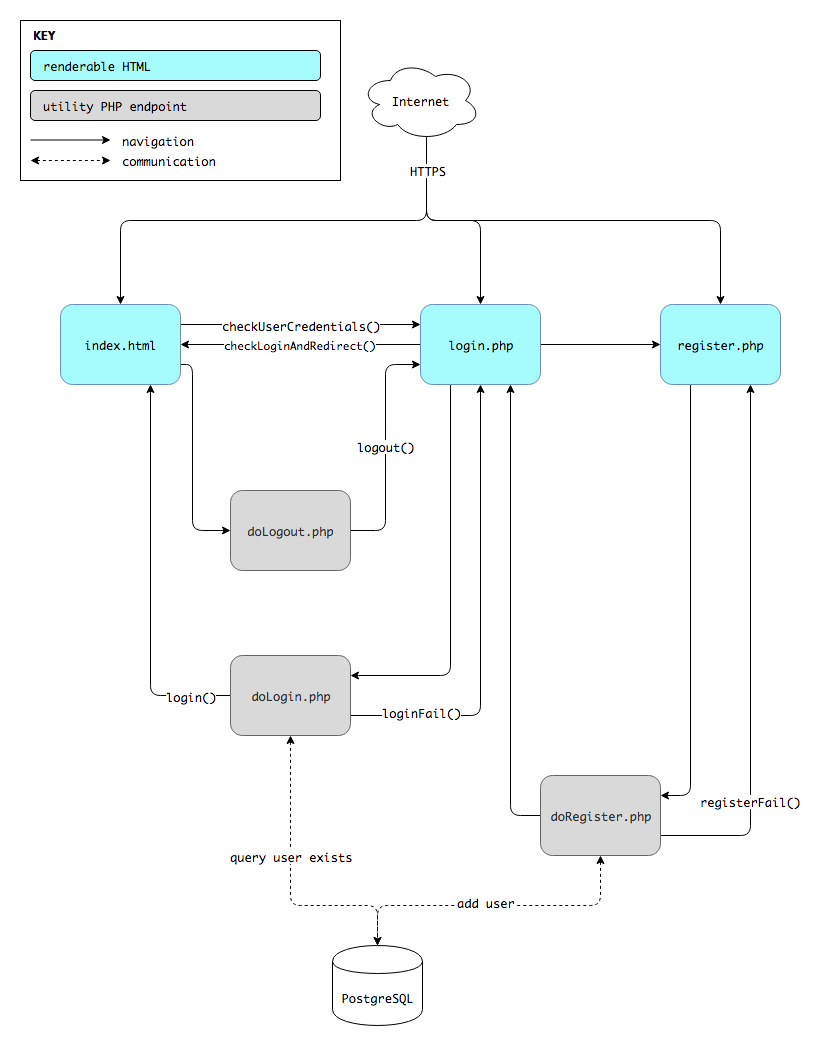 KEY
renderable HTML
utility PHP endpoint
navigation
communication
Internet
HTTPS
index.html
checkUserCredentials()
checkLoginAndRedirect()
login.php
register.php
logout()
doLogout.php
login()
doLogin.php
loginFail()
registerFail()
doRegister.php
query user exists
add user
PostgreSQL